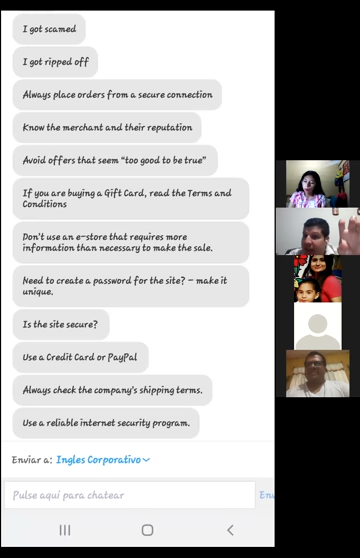 I got scamed
I got ripped off
Always place orders from a secure connection
Know the merchant and their reputation
Avoid offers that seem “too good to be true”
If you are buying a Gift Card, read the Terms and
Conditions
Don't use an e-store that requires more
information than necessary to make the sale.
Need to create a password for the site? – make it
unique.
Is the site secure?
Use a Credit Card or PayPal
Always check the company's shipping terms.
Use a reliable internet security program.
Enviar a: Ingles Corporativo
Pulse aquí para chatear